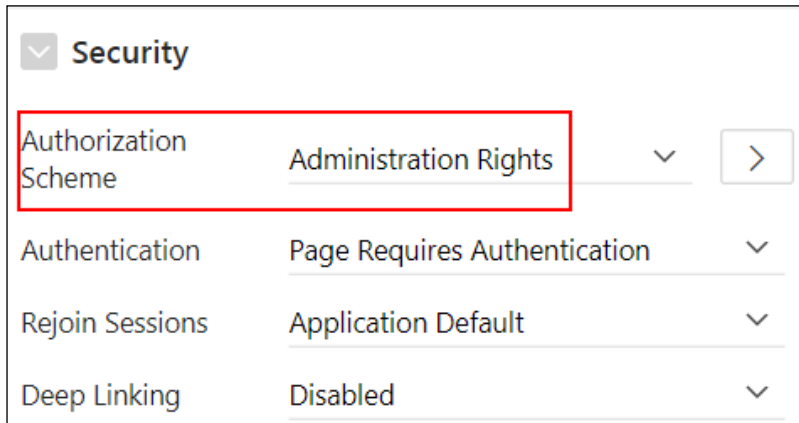 Security
Authorization
Scheme
Administration Rights
Authentication
Page Requires Authentication
Rejoin Sessions
Application Default
Deep Linking
Disabled